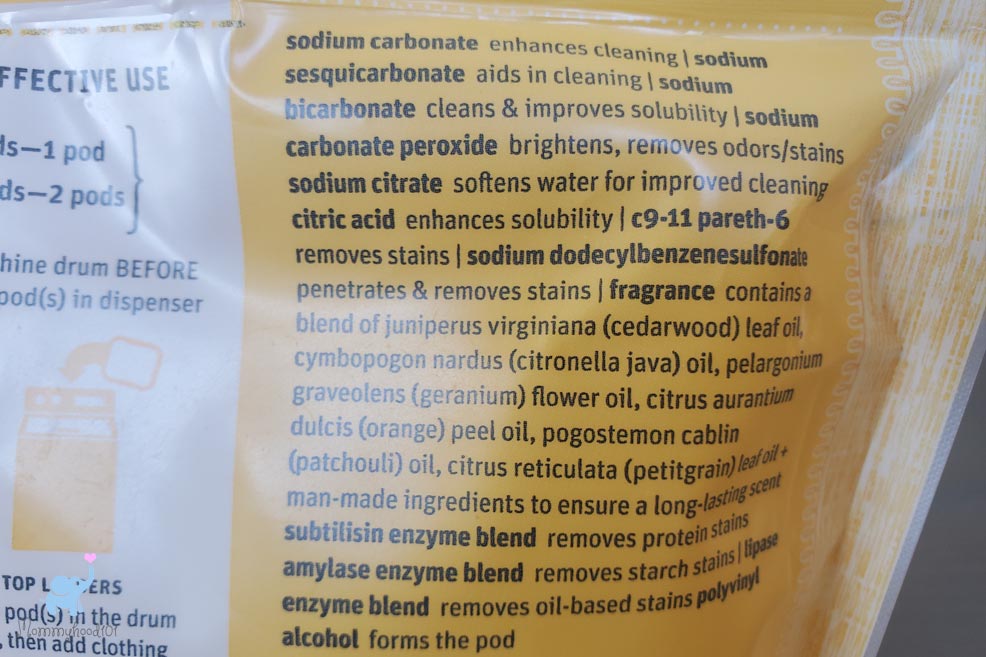 FFECTIVE USE
ds—1 pod
ds—2 pods
hine drum BEFORE
pod(s) in dispenser
TOP L ERS
pod(s) in the drum
, then add clothing
Mommyhood101
sodium carbonate enhances cleaning | sodium
sesquicarbonate aids in cleaning | sodium
bicarbonate cleans & improves solubility | sodium
carbonate peroxide brightens, removes odors/stains
sodium citrate softens water for improved cleaning
citric acid enhances solubility | c9-11 pareth-6
removes stains | sodium dodecylbenzenesulfonate
penetrates & removes stains | fragrance contains a
blend of juniperus virginiana (cedarwood) leaf oil,
cymbopogon nardus (citronella java) oil, pelargonium
graveolens (geranium) flower oil, citrus aurantium
dulcis (orange) peel oil, pogostemon cablin
(patchouli) oil, citrus reticulata (petitgrain) leaf oil +
man-made ingredients to ensure a long-lasting scent
subtilisin enzyme blend removes protein stains
amylase enzyme blend removes starch stains | lipase
enzyme blend removes oil-based stains polyvinyl
alcohol forms the pod